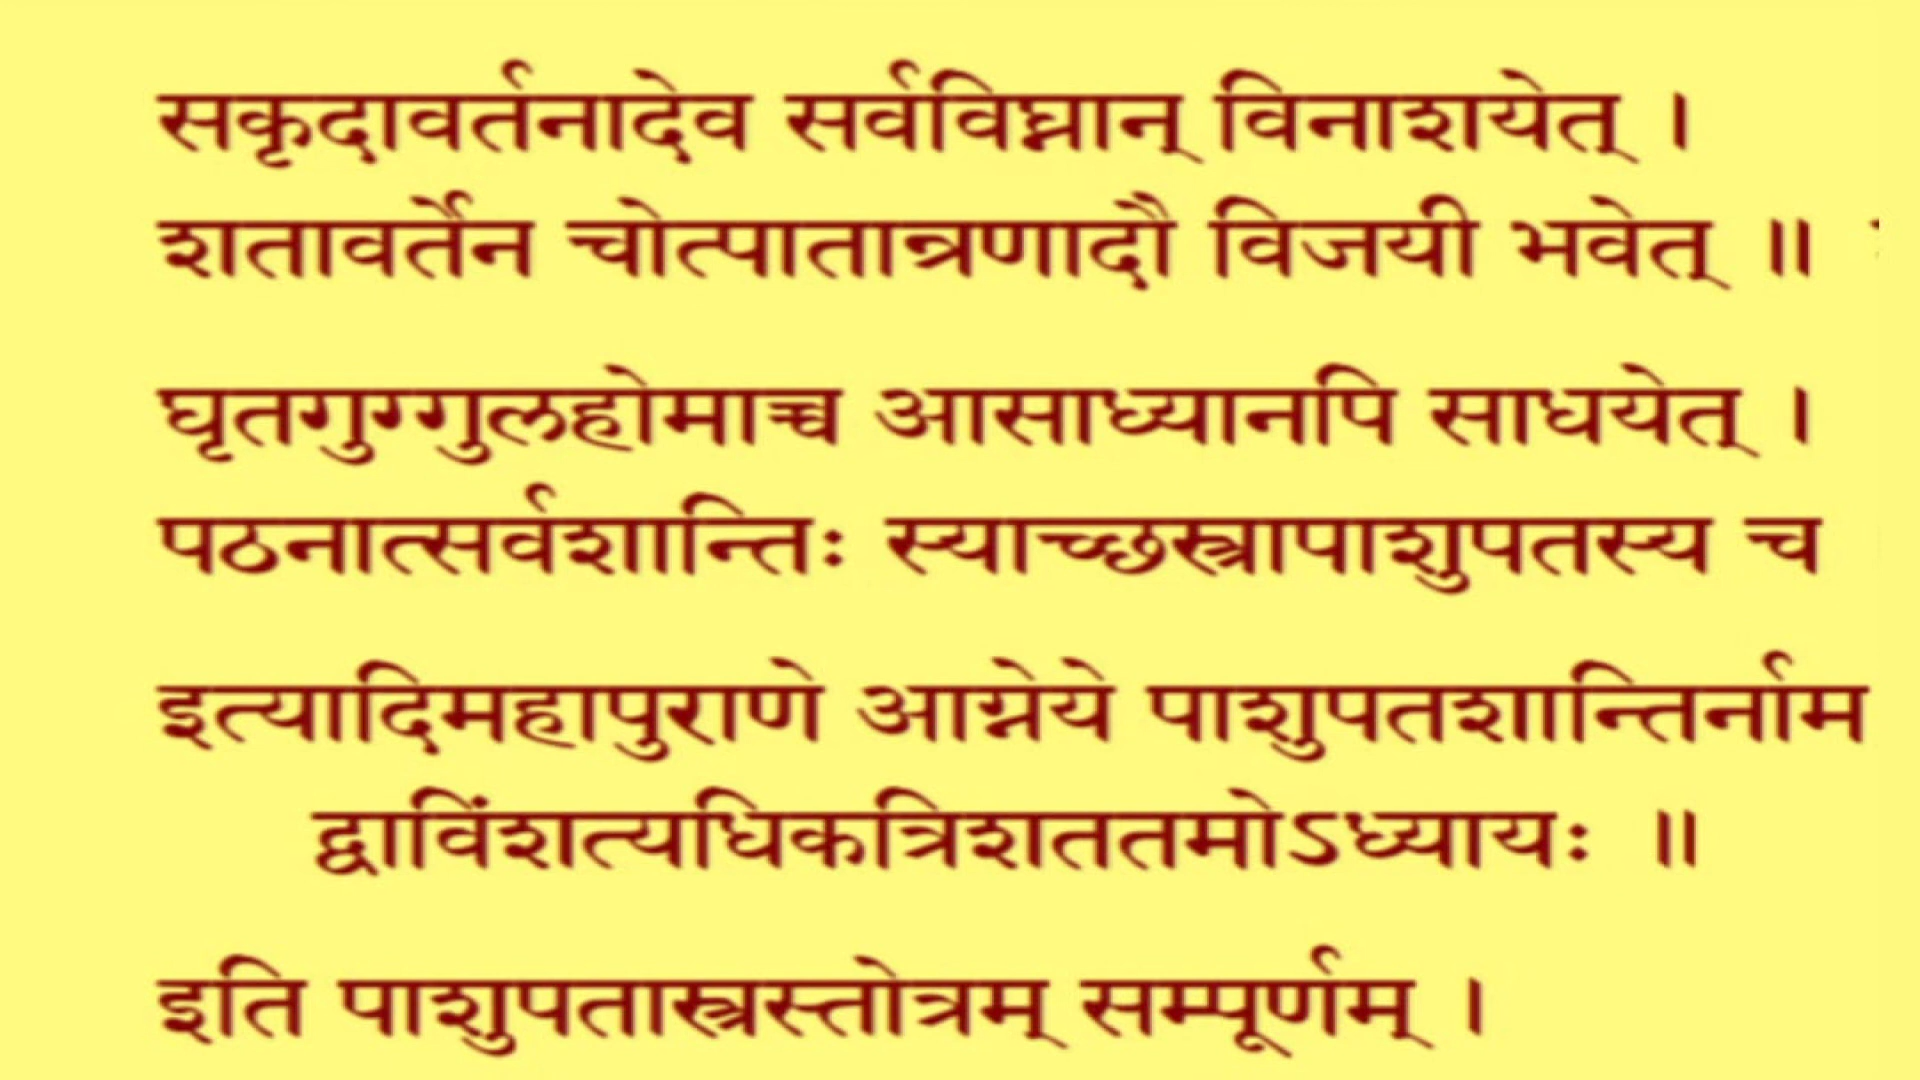 सकृदावर्तनादेव सर्वविघ्नान् विनाशयेत् ।
शतावर्तेन चोत्पातान्रणादौ विजयी भवेत् ॥
घृतगुग्गुलहोमाच्च आसाध्यानपि साधयेत् ।
पठनात्सर्वशान्तिः स्याच्छस्त्रापाशुपतस्य च
इत्यादिमहापुराणे आग्नेये पाशुपतशान्तिर्नाम
द्वाविंशत्यधिकत्रिशततमोऽध्यायः ॥
इति पाशुपतास्त्रस्तोत्रम् सम्पूर्णम् ।